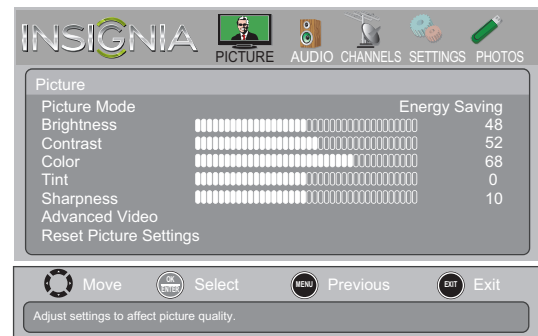 INSIGNIA
PICTURE AUDIO CHANNELS SETTINGS PHOTOS
Picture
Picture Mode Energy Saving
Brightness 48
Contrast 52
Color 68
Tint 0
Sharpness 10
Advanced Video
Reset Picture Settings
Move OK ENTER Select MENU Previous EXIT Exit
Adjust settings to affect picture quality.